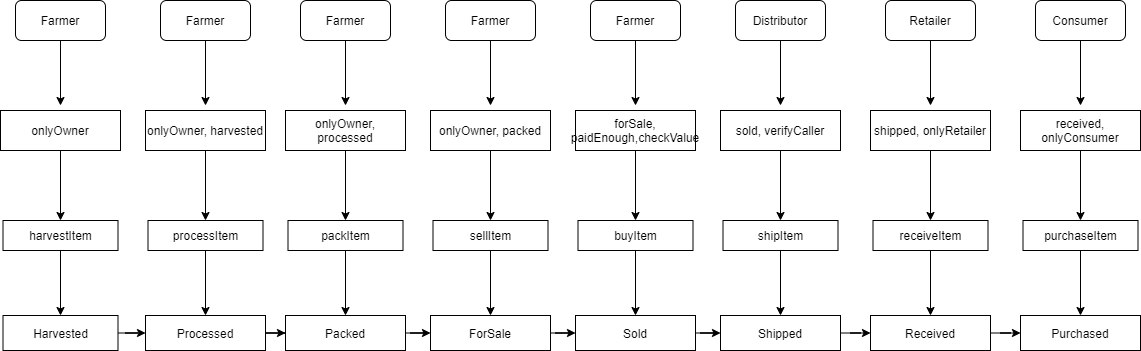 Farmer
Farmer
Farmer
Farmer
Farmer
Distributor
Retailer
Consumer
onlyOwner
onlyOwner, harvested
onlyOwner,
processed
onlyOwner, packed
forSale,
paidEnough,checkValue
sold, verifyCaller
shipped, onlyRetailer
received,
onlyConsumer
harvestItem
processItem
packItem
sellItem
buyItem
shipItem
receiveItem
purchaseItem
Harvested
Processed
Packed
ForSale
Sold
Shipped
Received
Purchased